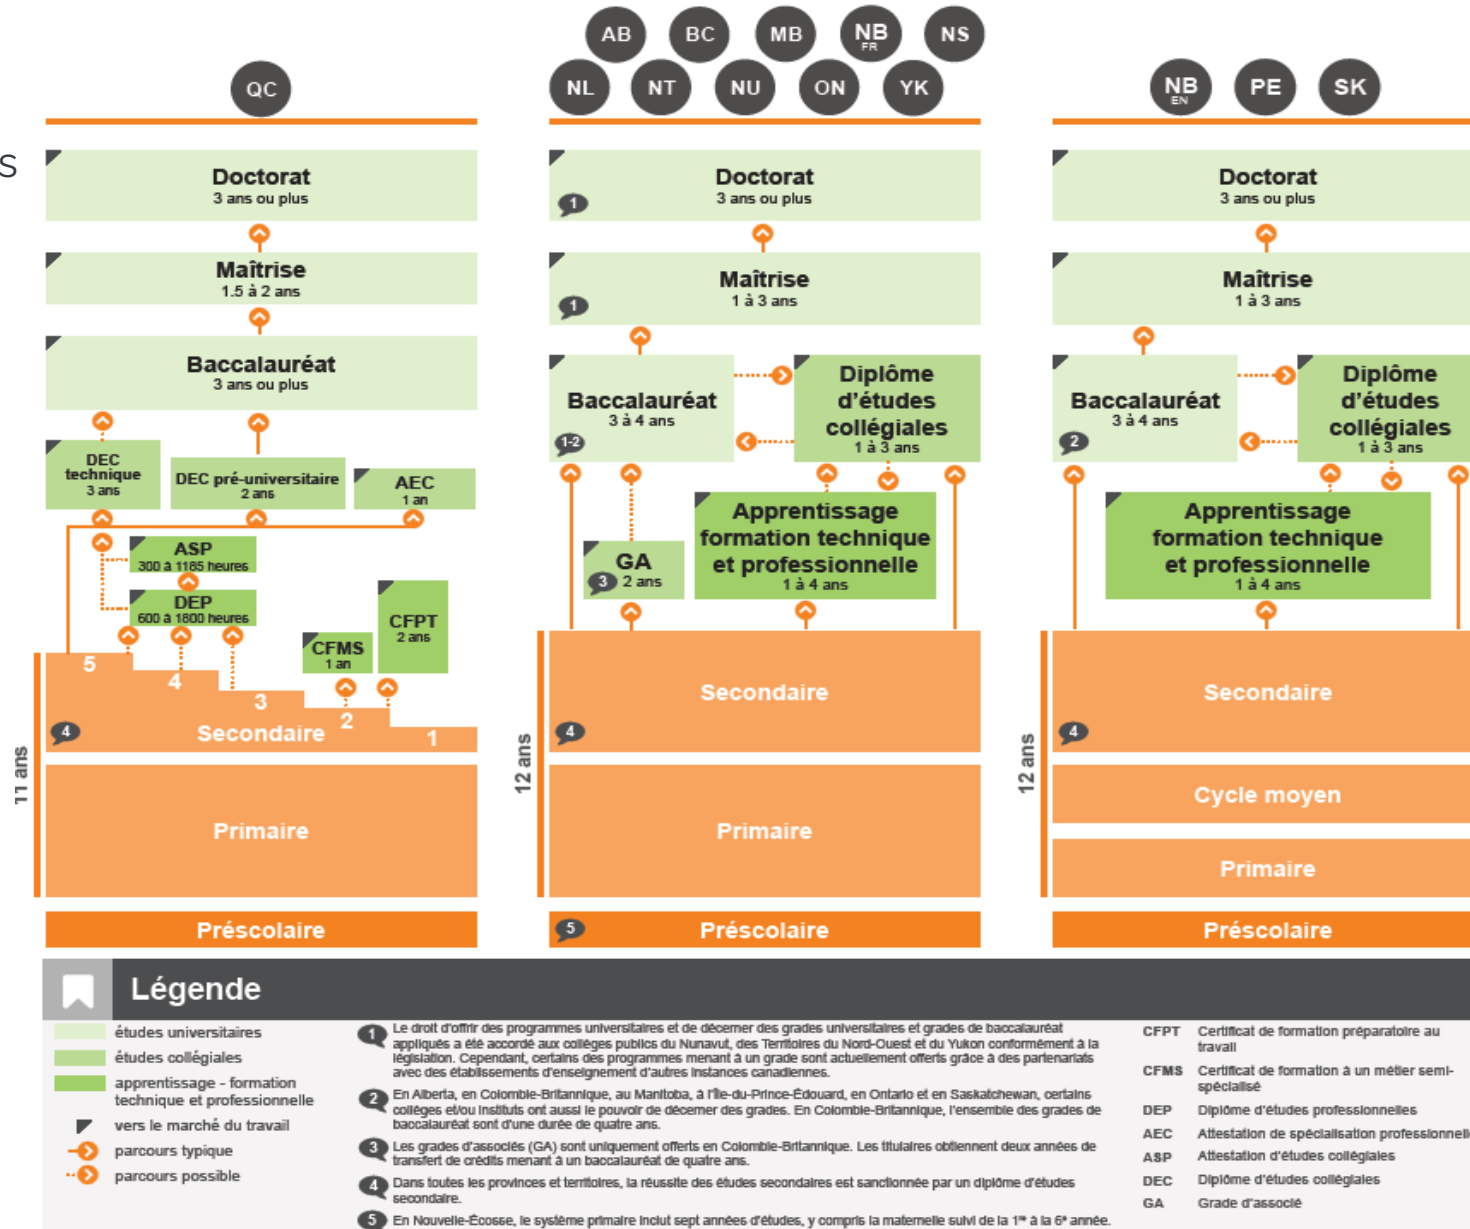 AB BC MB NB FR NS
QC NL NT NU ON YK NB EN PE SK
S
Doctorat
3 ans ou plus
Maîtrise
1.5 à 2 ans
Baccalauréat
3 ans ou plus
DEC
technique
3 ans
DEC pré-universitaire
2 ans
AEC
1 an
ASP
300 à 1165 heures
DEP
600 à 1800 heures
CFMS
1 an
CFPT
2 ans
5
4
3
2
1
4
Secondaire
11 ans
Primaire
Préscolaire
Doctorat
3 ans ou plus
1
Maîtrise
1 à 3 ans
1
Baccalauréat
3 à 4 ans
1-2
Diplôme
d'études
collégiales
1 à 3 ans
GA
3 2 ans
Apprentissage
formation technique
et professionnelle
1 à 4 ans
Secondaire
4
12 ans
Primaire
5 Préscolaire
Doctorat
3 ans ou plus
Maîtrise
1 à 3 ans
Baccalauréat
3 à 4 ans
2
Diplôme
d'études
collégiales
1 à 3 ans
Apprentissage
formation technique
et professionnelle
1 à 4 ans
Secondaire
4
12 ans
Cycle moyen
Primaire
Préscolaire
Légende
études universitaires
études collégiales
apprentissage - formation
technique et professionnelle
vers le marché du travail
parcours typique
parcours possible
1 Le droit d'offrir des programmes universitaires et de décerner des grades universitaires et grades de baccalauréat
appliqués a été accordé aux collèges publics du Nunavut, des Territoires du Nord-Ouest et du Yukon conformément à la
législation. Cependant, certains des programmes menant à un grade sont actuellement offerts grâce à des partenariats
avec des établissements d'enseignement d'autres instances canadiennes.
2 En Alberta, en Colombie-Britannique, au Manitoba, à l'Île-du-Prince-Édouard, en Ontario et en Saskatchewan, certains
collèges et/ou instituts ont aussi le pouvoir de décerner des grades. En Colombie-Britannique, l'ensemble des grades de
baccalauréat sont d'une durée de quatre ans.
3 Les grades d'associés (GA) sont uniquement offerts en Colombie-Britannique. Les titulaires obtiennent deux années de
transfert de crédits menant à un baccalauréat de quatre ans.
4 Dans toutes les provinces et territoires, la réussite des études secondaires est sanctionnée par un diplôme d'études
secondaire.
5 En Nouvelle-Écosse, le système primaire inclut sept années d'études, y compris la maternelle suivi de la 1re à la 6e année.
CFPT Certificat de formation préparatoire au
travail
CFMS Certificat de formation à un métier semi-
spécialisé
DEP Diplôme d'études professionnelles
AEC Attestation de spécialisation professionnelle
ASP Attestation d'études collégiales
DEC Diplôme d'études collégiales
GA Grade d'associé